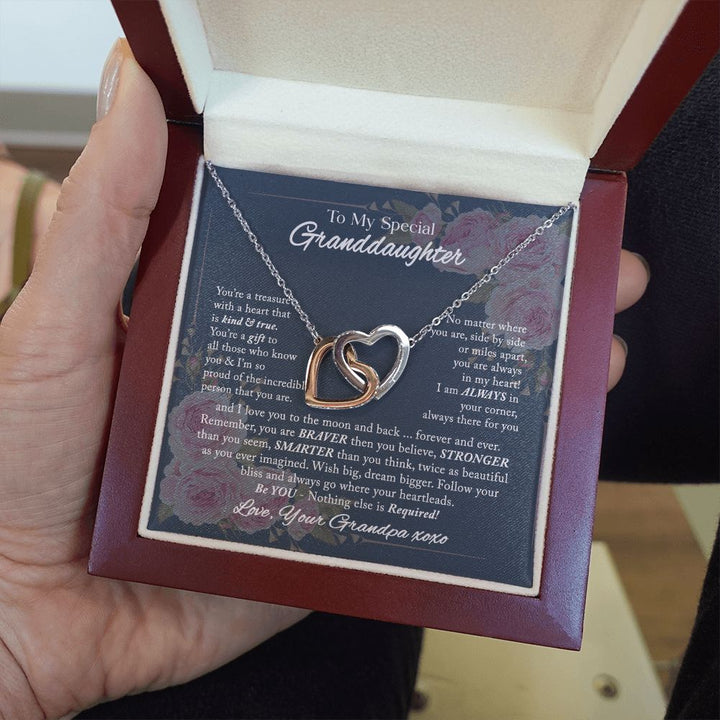 To My Special
Granddaughter
You're a treasure
with a heart that
is kind & true.
You're a gift to
all those who know
you & I'm so
proud of the incredibl
person that you are.
No matter where
you are, side by side
or miles apart,
you are always
in my heart!
I am ALWAYS in
your corner,
always there for you
and I love you to the moon and back ... forever and ever.
Remember, you are BRAVER then you believe, STRONGER
than you seem, SMARTER than you think, twice as beautiful
as you ever imagined. Wish big, dream bigger. Follow your
bliss and always go where your heartleads.
Be YOU - Nothing else is Required!
Love, Your Grandpa xoxo